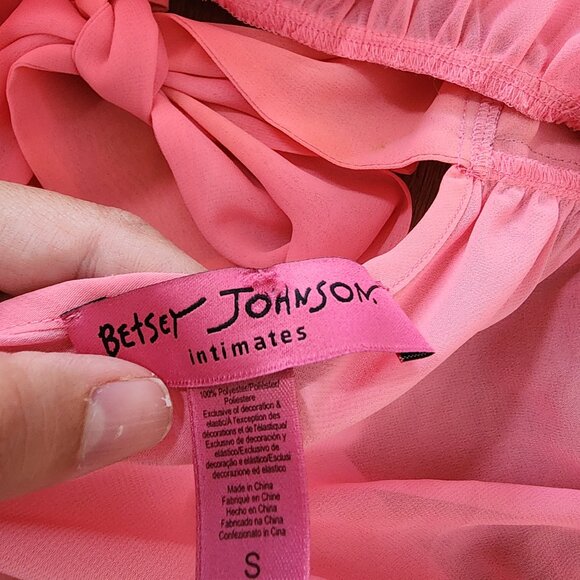 BETSEY JOHNSON
intimates
100% Polyester/Poliéster/
Poliestere
Exclusive of decoration &
elastic/À l'exception des
décorations et de l'élastique/
Exclusivo de decoración y
elástico/Exclusivo de
decoração e elástico/Esclusi
decorazione ed elastico
Made in China
Fabriqué en Chine
Hecho en China
Fabricado na China
Confezionato in Cina
S